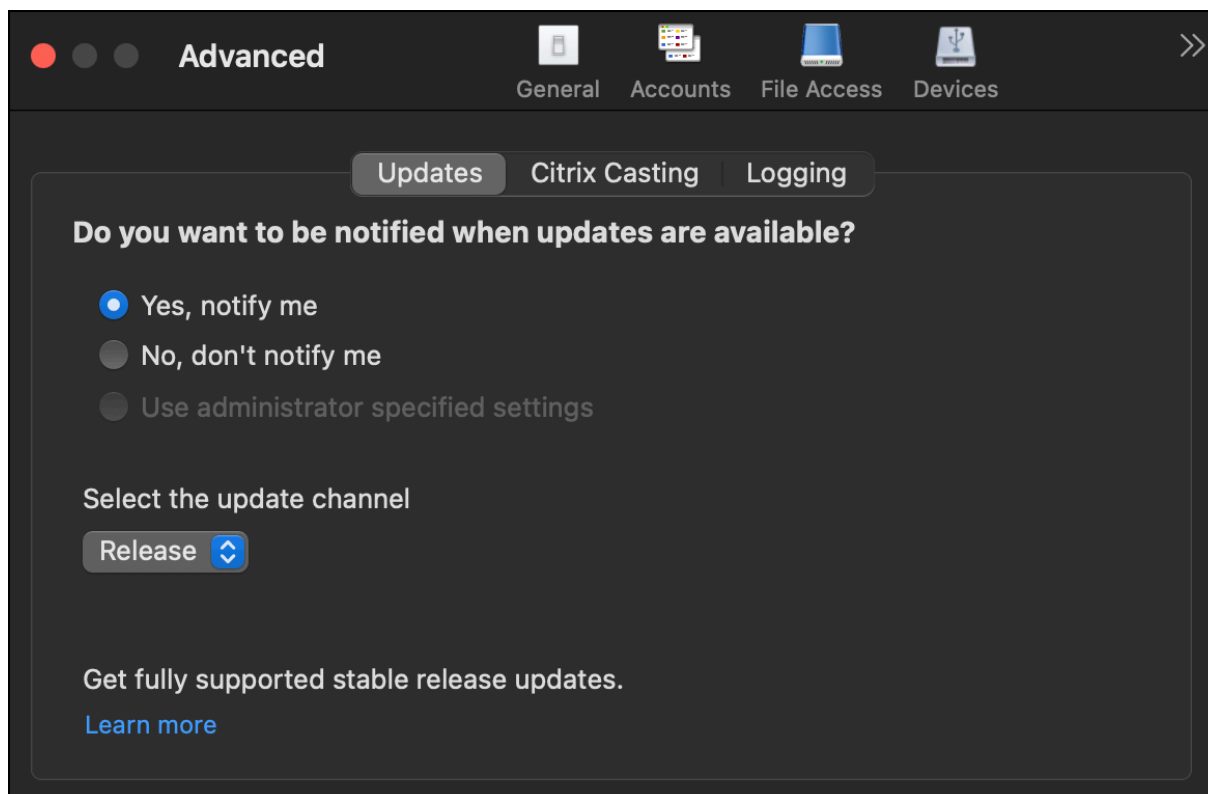 Advanced
General Accounts File Access Devices
Updates Citrix Casting Logging
Do you want to be notified when updates are available?
Yes, notify me
No, don't notify me
Use administrator specified settings
Select the update channel
Release
Get fully supported stable release updates.
Learn more